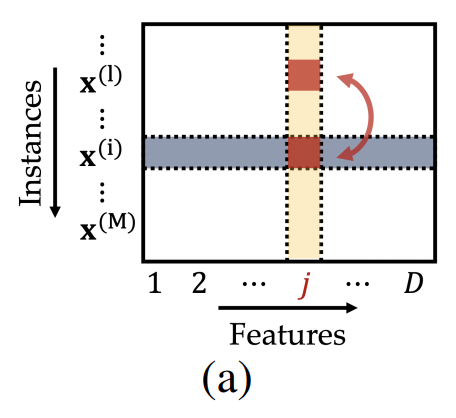 Instances
⋮
x^(l)
⋮
x^(i)
⋮
x^(M)
1 2 ⋯ j ⋯ D
Features
(a)